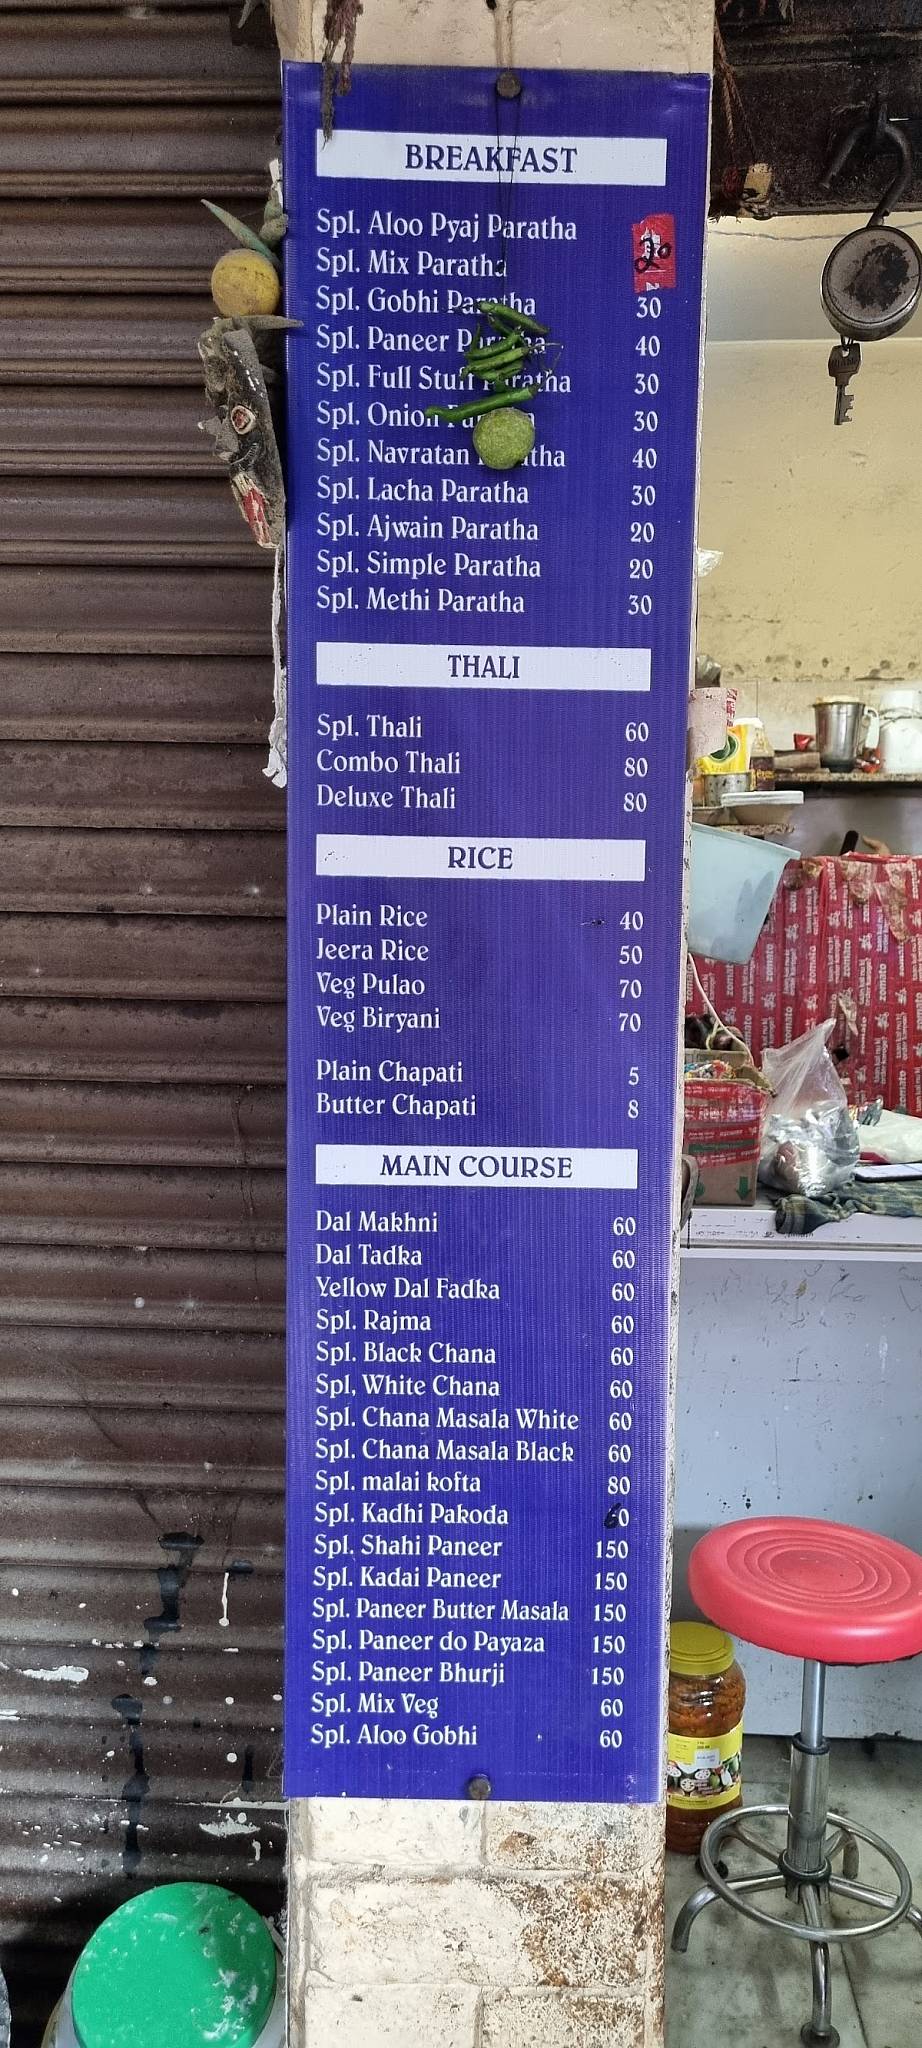 BREAKFAST
Spl. Aloo Pyaj Paratha 20
Spl. Mix Paratha
Spl. Gobhi Paratha 30
Spl. Paneer Paratha 40
Spl. Full Stuff Paratha 30
Spl. Onion Paratha 30
Spl. Navratan Paratha 40
Spl. Lacha Paratha 30
Spl. Ajwain Paratha 20
Spl. Simple Paratha 20
Spl. Methi Paratha 30
THALI
Spl. Thali 60
Combo Thali 80
Deluxe Thali 80
RICE
Plain Rice 40
Jeera Rice 50
Veg Pulao 70
Veg Biryani 70
Plain Chapati 5
Butter Chapati 8
MAIN COURSE
Dal Makhni 60
Dal Tadka 60
Yellow Dal Fadka 60
Spl. Rajma 60
Spl. Black Chana 60
Spl, White Chana 60
Spl. Chana Masala White 60
Spl. Chana Masala Black 60
Spl. malai kofta 80
Spl. Kadhi Pakoda 60
Spl. Shahi Paneer 150
Spl. Kadai Paneer 150
Spl. Paneer Butter Masala 150
Spl. Paneer do Payaza 150
Spl. Paneer Bhurji 150
Spl. Mix Veg 60
Spl. Aloo Gobhi 60
zomato